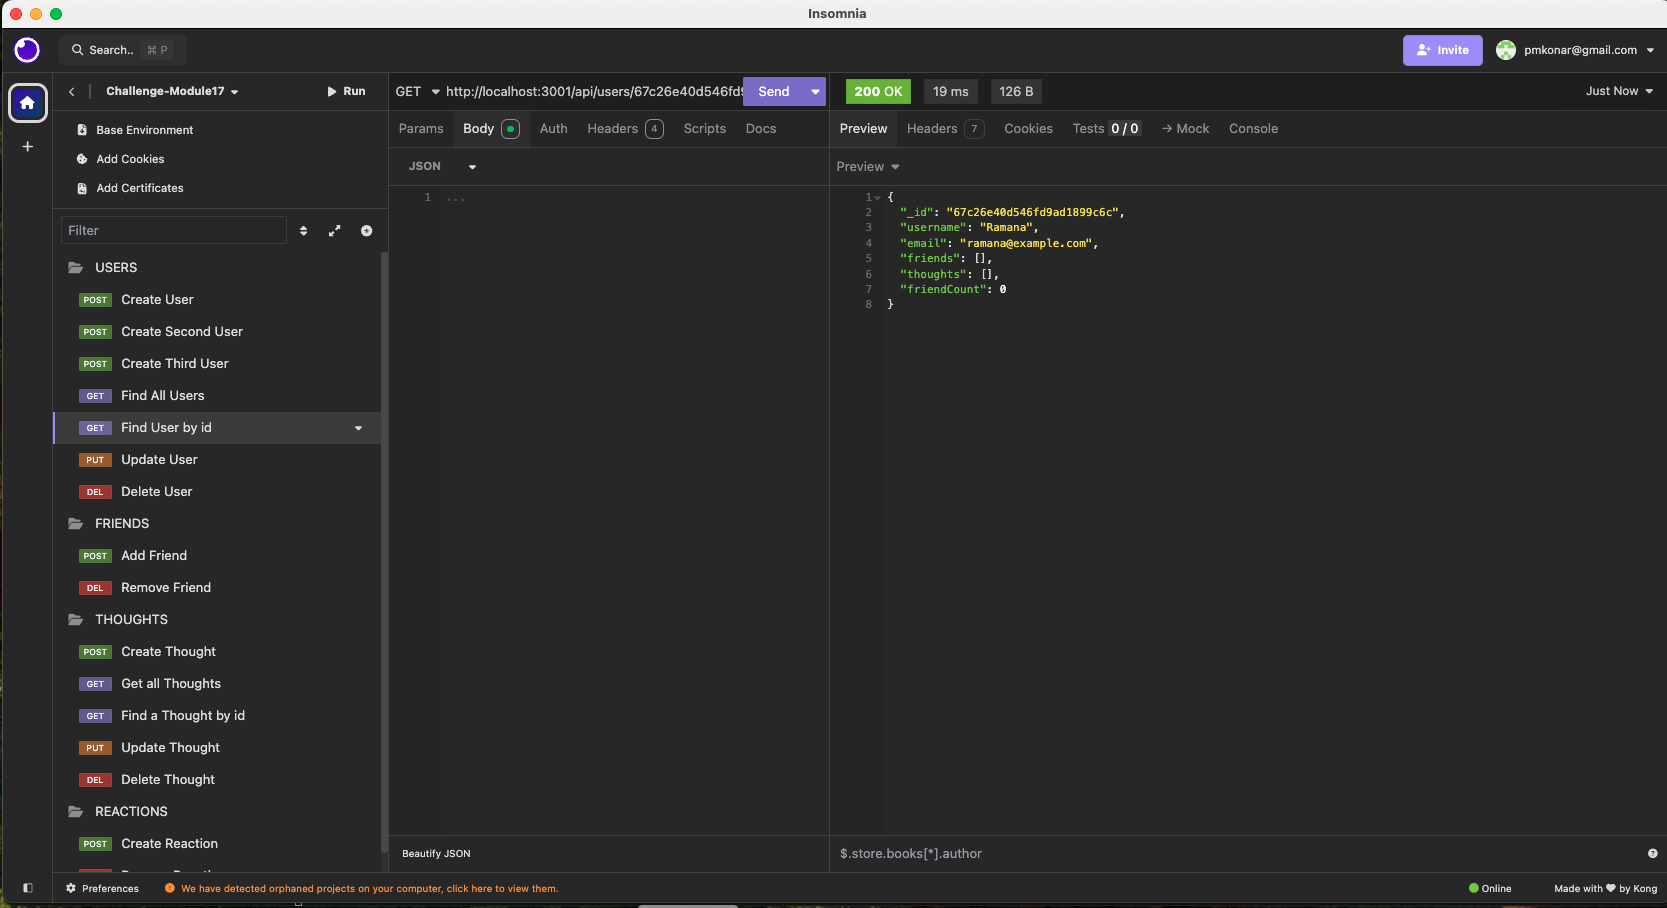 Insomnia
Search.. ⌘ P
Invite
pmkonar@gmail.com
Challenge-Module17
Run
GET http://localhost:3001/api/users/67c26e40d546fd9
Send
200 OK
19 ms
126 B
Just Now
Base Environment
Add Cookies
Add Certificates
Params
Body
Auth
Headers 4
Scripts
Docs
Preview
Headers 7
Cookies
Tests 0 / 0
→ Mock
Console
JSON
Preview
Filter
USERS
POST Create User
POST Create Second User
POST Create Third User
GET Find All Users
GET Find User by id
PUT Update User
DEL Delete User
FRIENDS
POST Add Friend
DEL Remove Friend
THOUGHTS
POST Create Thought
GET Get all Thoughts
GET Find a Thought by id
PUT Update Thought
DEL Delete Thought
REACTIONS
POST Create Reaction
1 ...
1 {
2 "_id": "67c26e40d546fd9ad1899c6c",
3 "username": "Ramana",
4 "email": "ramana@example.com",
5 "friends": [],
6 "thoughts": [],
7 "friendCount": 0
8 }
Beautify JSON
$.store.books[*].author
Preferences
We have detected orphaned projects on your computer, click here to view them.
Online
Made with ♥ by Kong